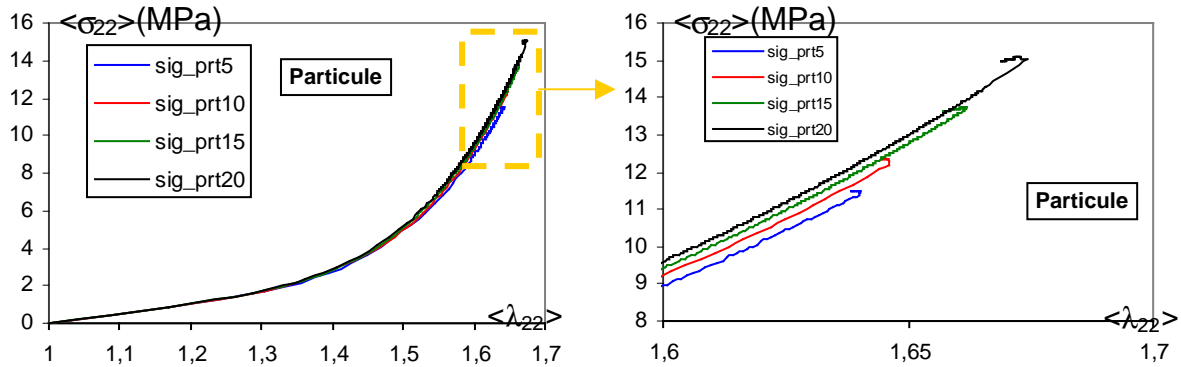 <σ22>(MPa)
16
14
12
10
8
6
4
2
0
sig_prt5
sig_prt10
sig_prt15
sig_prt20
Particule
<λ22>
1
1,1
1,2
1,3
1,4
1,5
1,6
1,7
<σ22>(MPa)
16
15
14
13
12
11
10
9
8
sig_prt5
sig_prt10
sig_prt15
sig_prt20
Particule
<λ22>
1,6
1,65
1,7